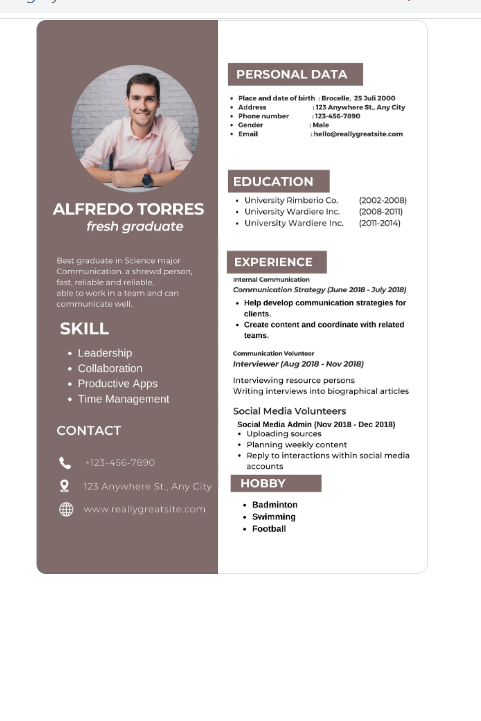 ALFREDO TORRES
fresh graduate
Best graduate in Science major
Communication. a shrewd person,
fast, reliable and reliable,
able to work in a team and can
communicate well.
SKILL
• Leadership
• Collaboration
• Productive Apps
• Time Management
CONTACT
+123-456-7890
123 Anywhere St., Any City
www.reallygreatsite.com
PERSONAL DATA
• Place and date of birth : Brocelle, 25 Juli 2000
• Address : 123 Anywhere St., Any City
• Phone number : 123-456-7890
• Gender : Male
• Email : hello@reallygreatsite.com
EDUCATION
• University Rimberio Co. (2002-2008)
• University Wardiere Inc. (2008-2011)
• University Wardiere Inc. (2011-2014)
EXPERIENCE
Internal Communication
Communication Strategy (June 2018 - July 2018)
• Help develop communication strategies for
clients.
• Create content and coordinate with related
teams.
Communication Volunteer
Interviewer (Aug 2018 - Nov 2018)
Interviewing resource persons
Writing interviews into biographical articles
Social Media Volunteers
Social Media Admin (Nov 2018 - Dec 2018)
• Uploading sources
• Planning weekly content
• Reply to interactions within social media
accounts
HOBBY
• Badminton
• Swimming
• Football